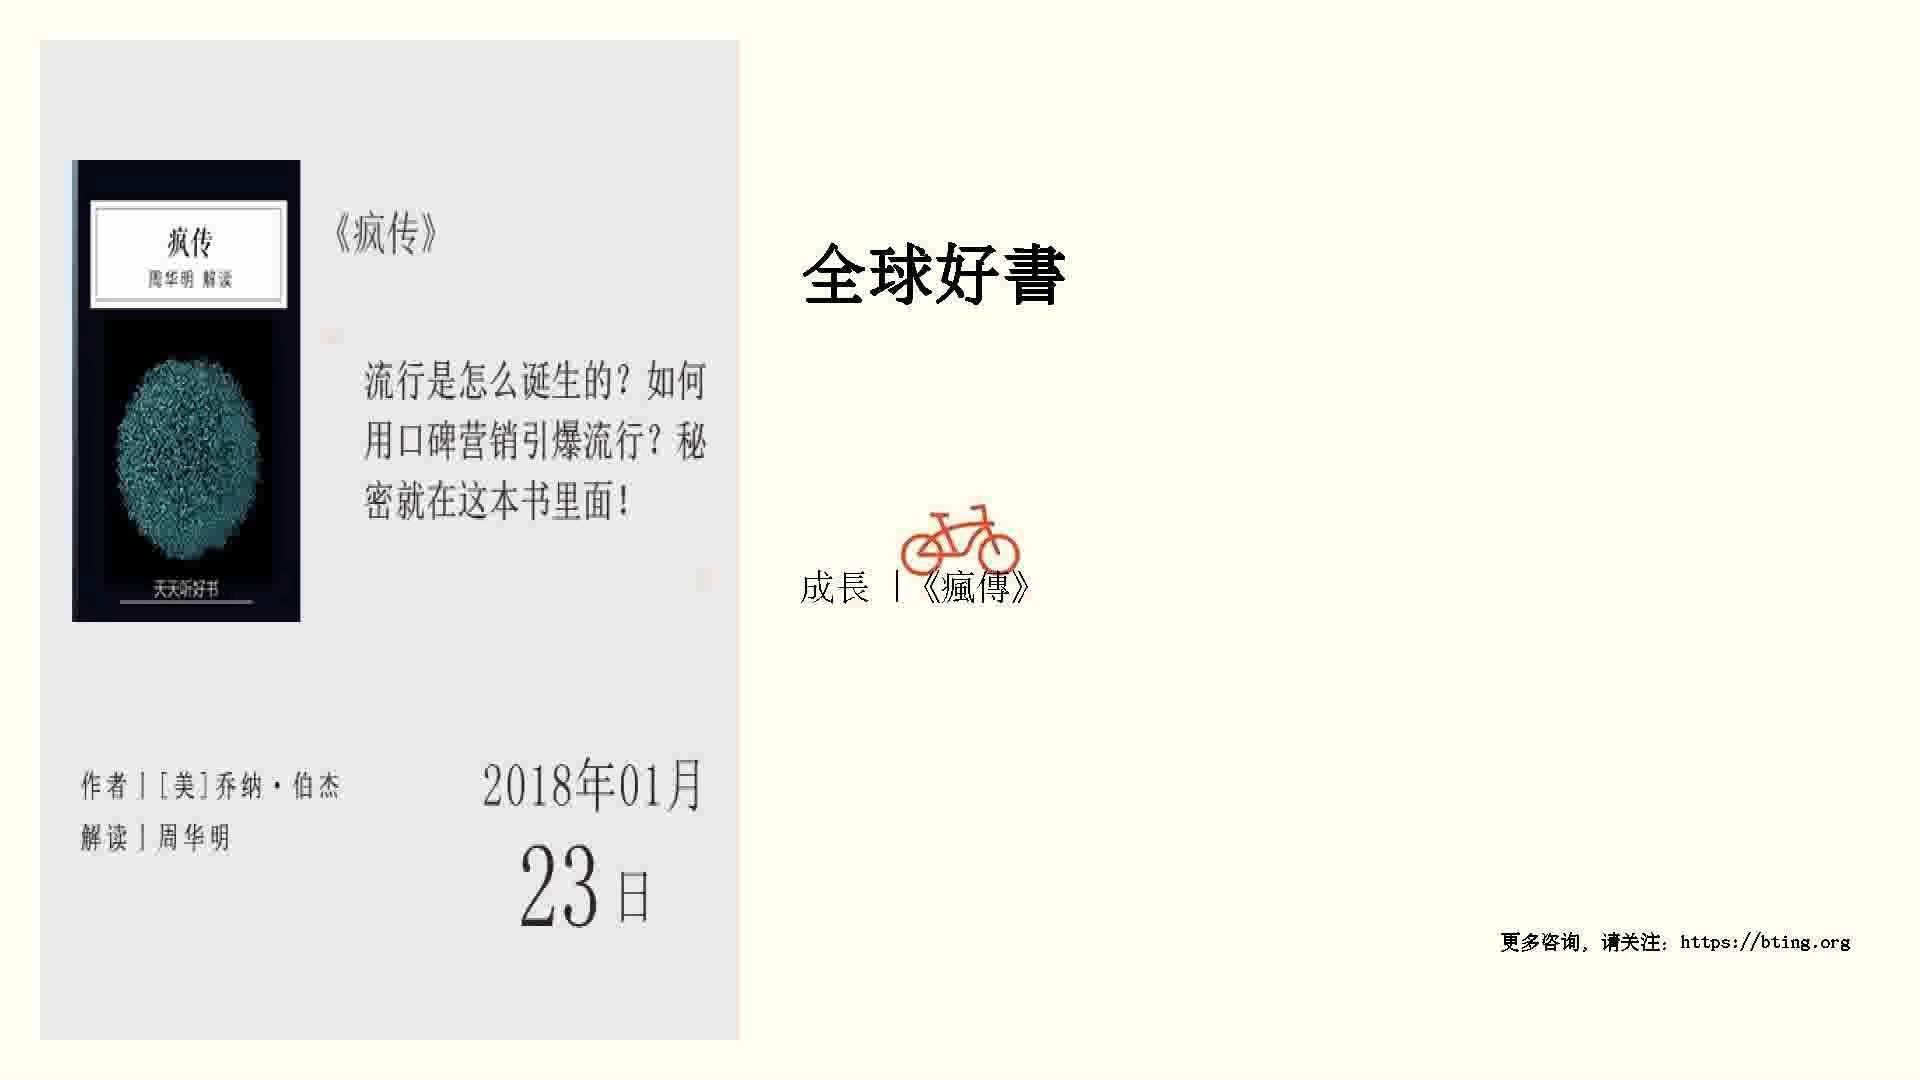 疯传
周华明 解读
天天听好书
《疯传》
流行是怎么诞生的？如何
用口碑营销引爆流行？秘
密就在这本书里面！
作者丨[美]乔纳·伯杰
解读丨周华明
2018年01月
23日
全球好書
成長 |《瘋傳》
更多咨询, 请关注: https://bting.org